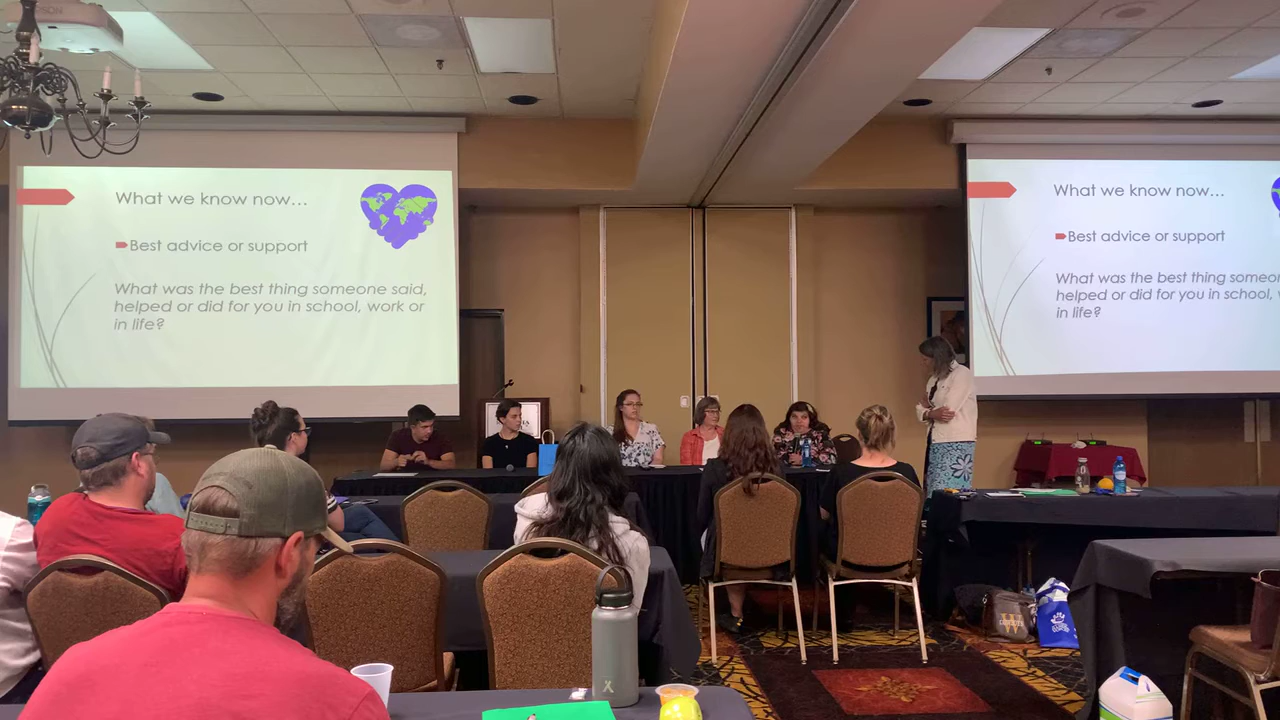 What we know now...
Best advice or support
What was the best thing someone said,
helped or did for you in school, work or
in life?
What we know now...
Best advice or support
What was the best thing someo
helped or did for you in school,
in life?